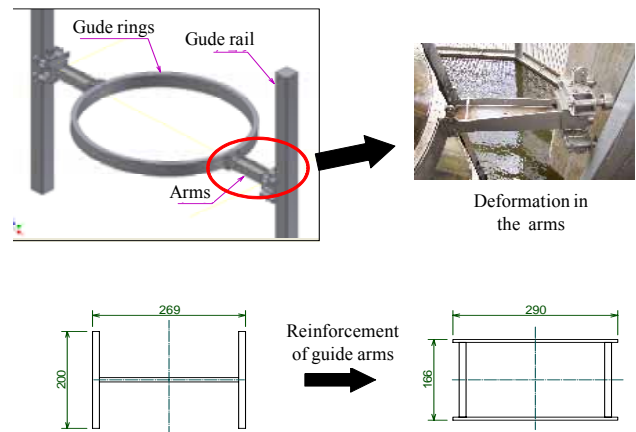 Gude rings
Gude rail
Arms
Deformation in
the arms
269
200
Reinforcement
of guide arms
290
166